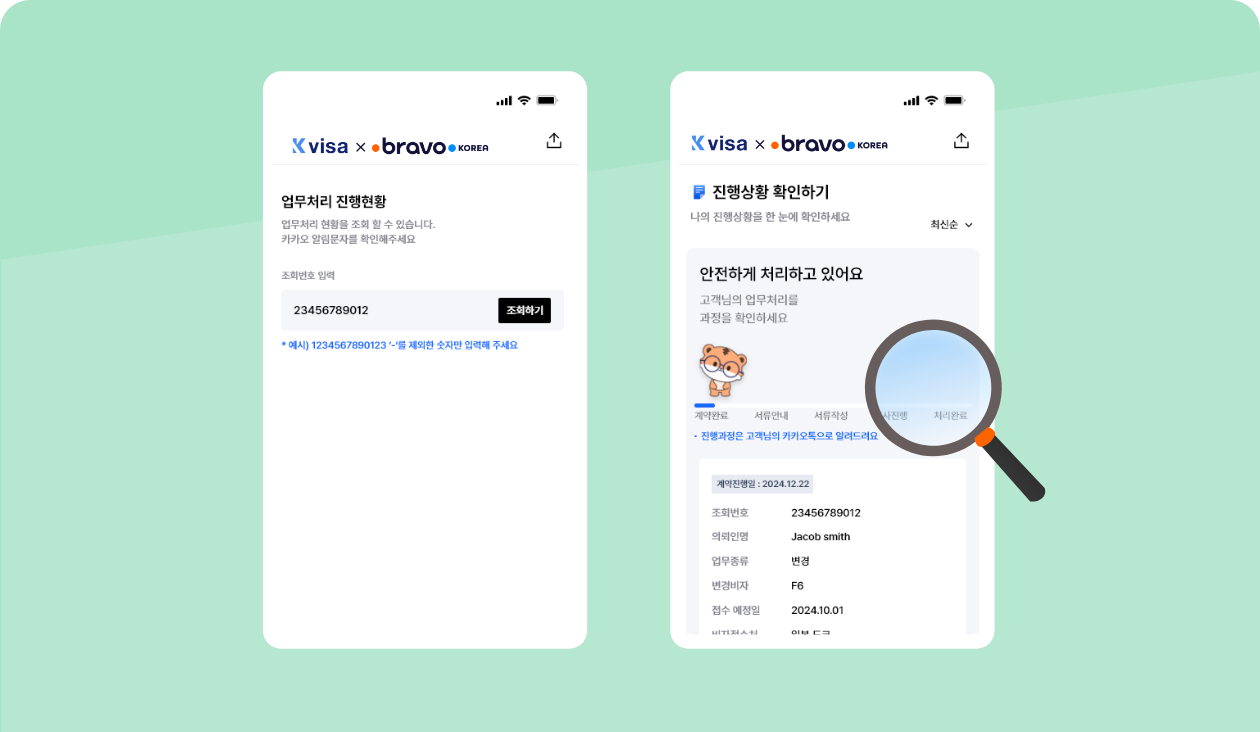 Kvisa × bravo KOREA
업무처리 진행현황
업무처리 현황을 조회 할 수 있습니다.
카카오 알림문자를 확인해주세요
조회번호 입력
23456789012
조회하기
* 예시) 1234567890123 '-'를 제외한 숫자만 입력해 주세요
Kvisa × bravo KOREA
진행상황 확인하기
나의 진행상황을 한 눈에 확인하세요
최신순
안전하게 처리하고 있어요
고객님의 업무처리를
과정을 확인하세요
계약완료 서류안내 서류작성 사진행 처리완료
· 진행과정은 고객님의 카카오톡으로 알려드려요
계약진행일 : 2024.12.22
조회번호 23456789012
의뢰인명 Jacob smith
업무종류 변경
변경비자 F6
접수 예정일 2024.10.01